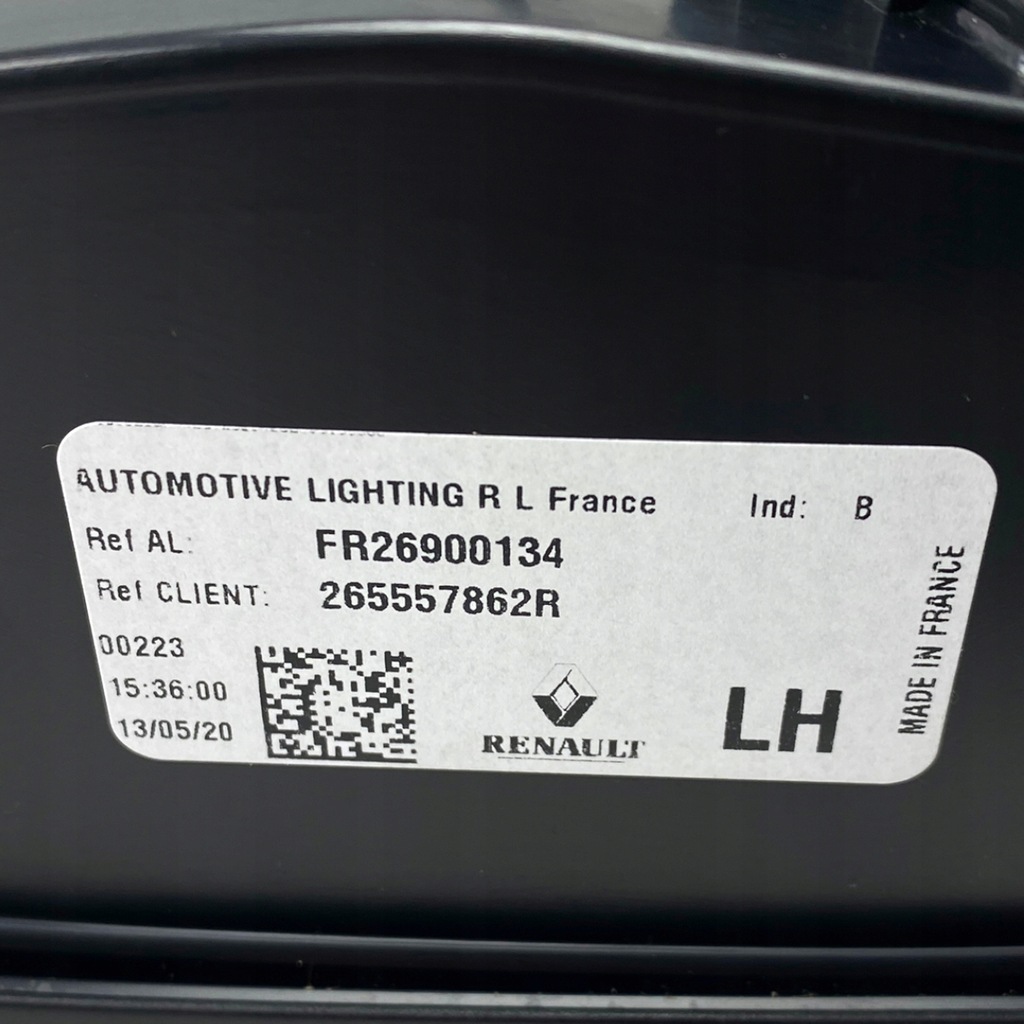 AUTOMOTIVE LIGHTING R L France Ind: B
Ref AL: FR26900134
Ref CLIENT: 265557862R
00223
15:36:00
13/05/20
RENAULT
LH
MADE IN FRANCE